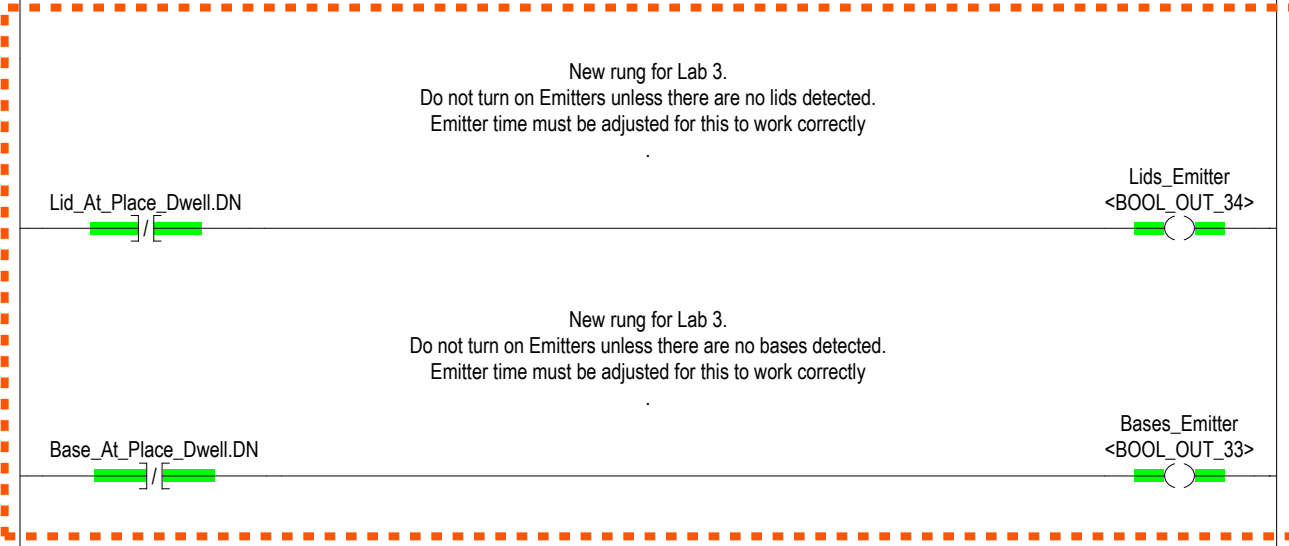 New rung for Lab 3.
Do not turn on Emitters unless there are no lids detected.
Emitter time must be adjusted for this to work correctly
.
Lids_Emitter
Lid_At_Place_Dwell.DN
<BOOL_OUT_34>
/
New rung for Lab 3.
Do not turn on Emitters unless there are no bases detected.
Emitter time must be adjusted for this to work correctly
.
Bases_Emitter
Base_At_Place_Dwell.DN
<BOOL_OUT_33>
/